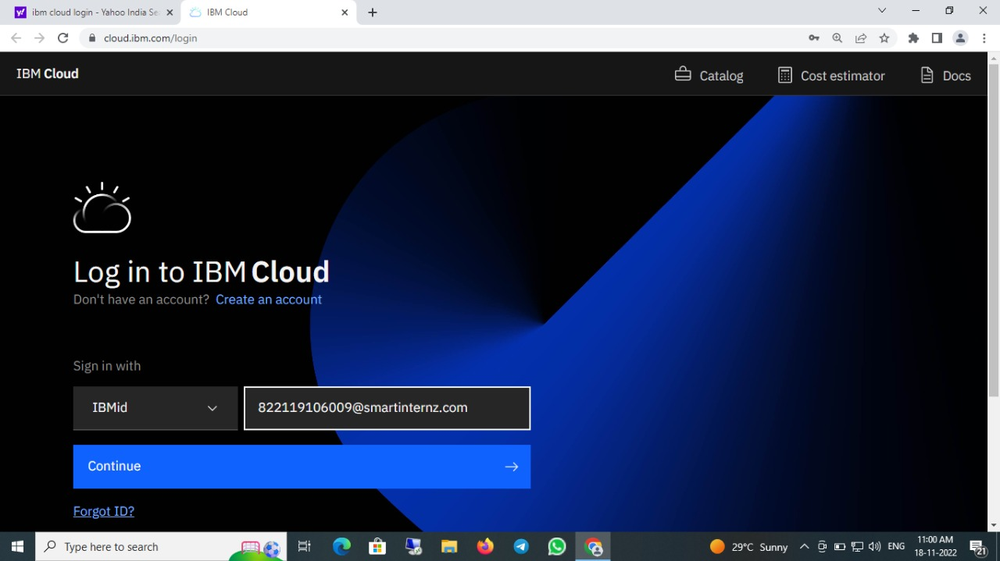 ibm cloud login - Yahoo India Se
IBM Cloud
cloud.ibm.com/login
IBM Cloud
Catalog
Cost estimator
Docs
Log in to IBM Cloud
Don't have an account? Create an account
Sign in with
IBMid
822119106009@smartinternz.com
Continue
Forgot ID?
Type here to search
29°C Sunny
ENG
11:00 AM
18-11-2022
21